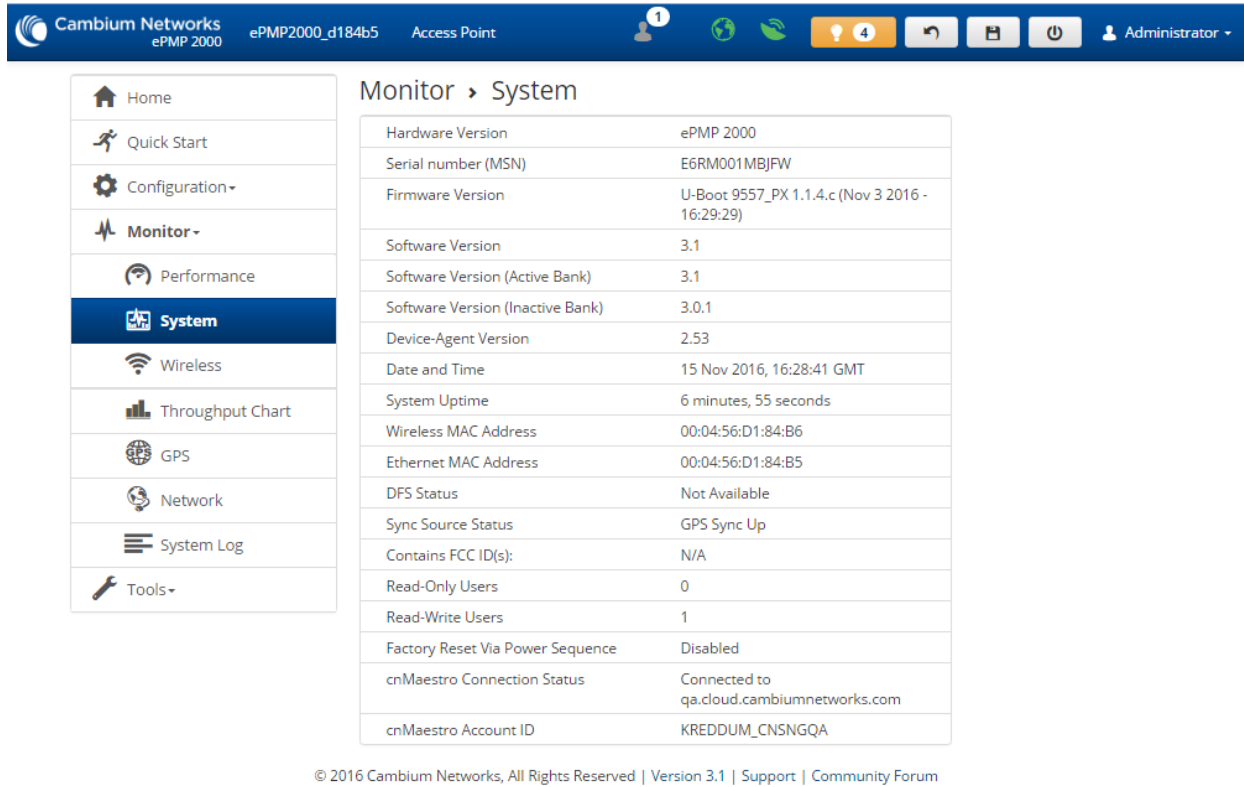 Cambium Networks
ePMP 2000
ePMP2000_d184b5
Access Point
1
4
Administrator
Home
Quick Start
Configuration
Monitor
Performance
System
Wireless
Throughput Chart
GPS
GPS
Network
System Log
Tools
Monitor › System
Hardware Version ePMP 2000
Serial number (MSN) E6RM001MBJFW
Firmware Version U-Boot 9557_PX 1.1.4.c (Nov 3 2016 -
16:29:29)
Software Version 3.1
Software Version (Active Bank) 3.1
Software Version (Inactive Bank) 3.0.1
Device-Agent Version 2.53
Date and Time 15 Nov 2016, 16:28:41 GMT
System Uptime 6 minutes, 55 seconds
Wireless MAC Address 00:04:56:D1:84:B6
Ethernet MAC Address 00:04:56:D1:84:B5
DFS Status Not Available
Sync Source Status GPS Sync Up
Contains FCC ID(s): N/A
Read-Only Users 0
Read-Write Users 1
Factory Reset Via Power Sequence Disabled
cnMaestro Connection Status Connected to
qa.cloud.cambiumnetworks.com
cnMaestro Account ID KREDDUM_CNSNGQA
© 2016 Cambium Networks, All Rights Reserved | Version 3.1 | Support | Community Forum